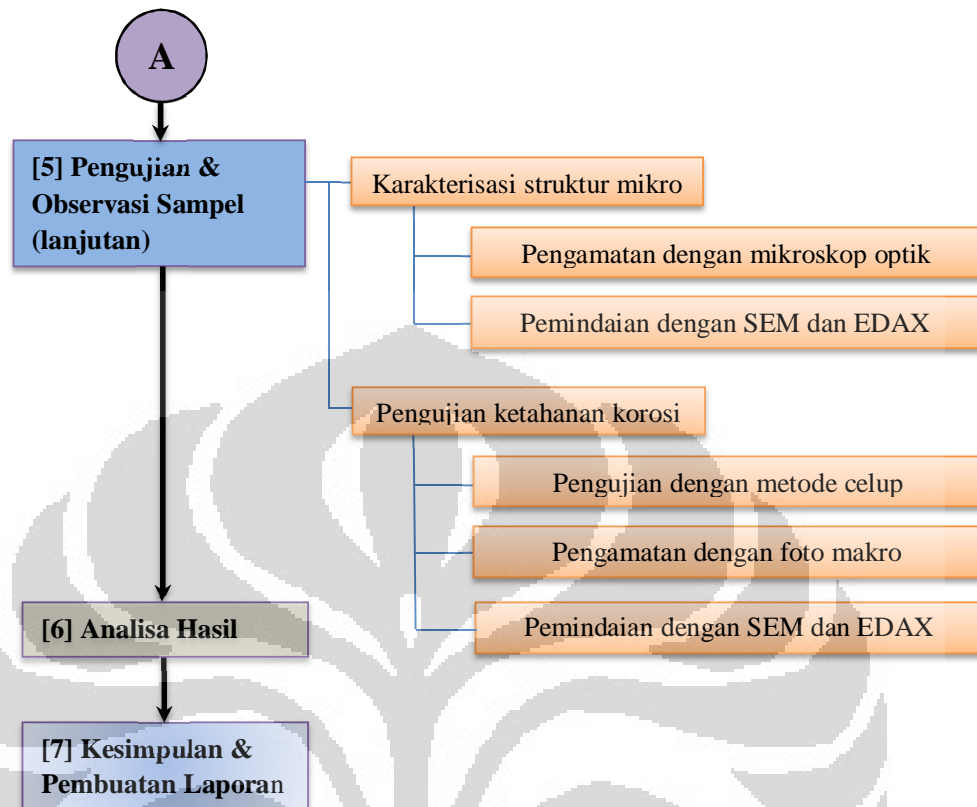 A
[5] Pengujian &
Observasi Sampel
(lanjutan)
Karakterisasi struktur mikro
Pengamatan dengan mikroskop optik
Pemindaian dengan SEM dan EDAX
Pengujian ketahanan korosi
Pengujian dengan metode celup
Pengamatan dengan foto makro
Pemindaian dengan SEM dan EDAX
[6] Analisa Hasil
[7] Kesimpulan &
Pembuatan Laporan